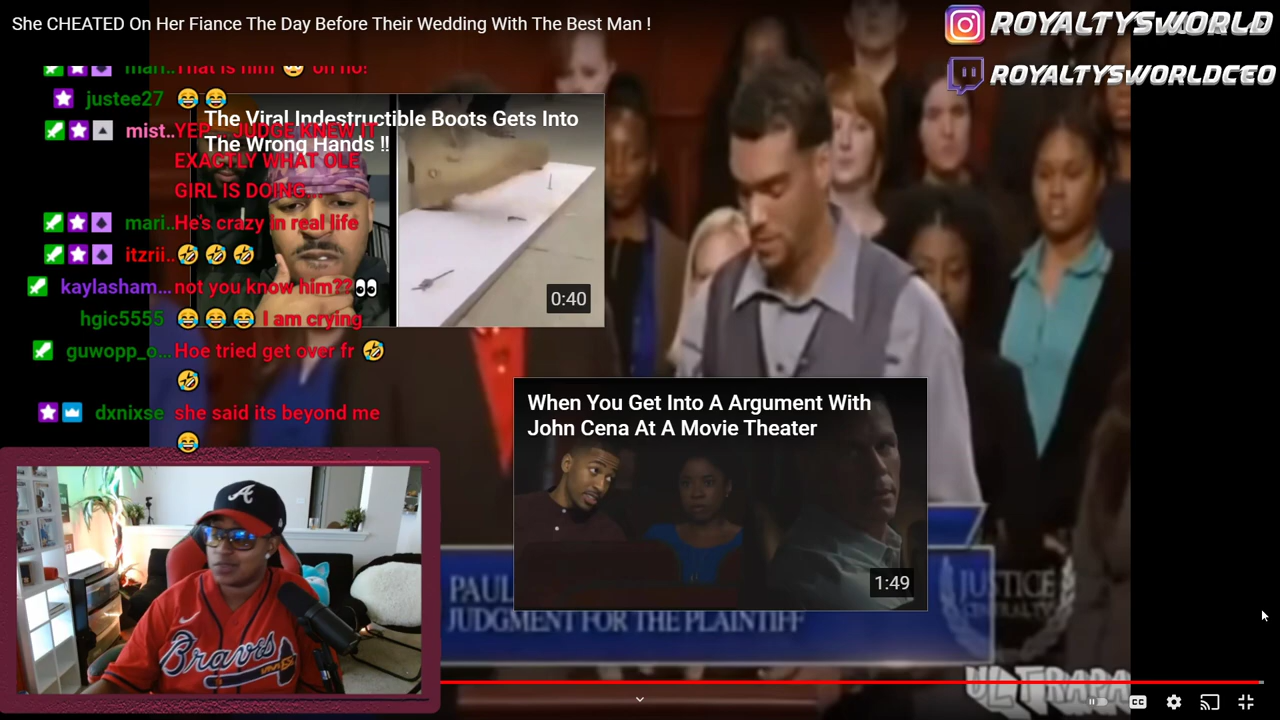 She CHEATED On Her Fiance The Day Before Their Wedding With The Best Man !
ROYALTYSWORLD
ROYALTYSWORLDCEO
mari.. That is him 😳 oh no!
justee27 😂 😂
mist.. YEP... JUDGE KNEW IT
EXACTLY WHAT OLE
GIRL IS DOING...
mari.. He's crazy in real life
itzrii.. 🤣 🤣 🤣
kaylasham... not you know him??👀
hgic5555 😂 😂 😂 I am crying
guwopp_o... Hoe tried get over fr 🤣
🤣
dxnixse she said its beyond me
😂
The Viral Indestructible Boots Gets Into
The Wrong Hands !!
0:40
When You Get Into A Argument With
John Cena At A Movie Theater
1:49
A
Braves
PAUL
JUDGMENT FOR THE PLAINTIFF
JUSTICE
CENTRAL.TV
CC